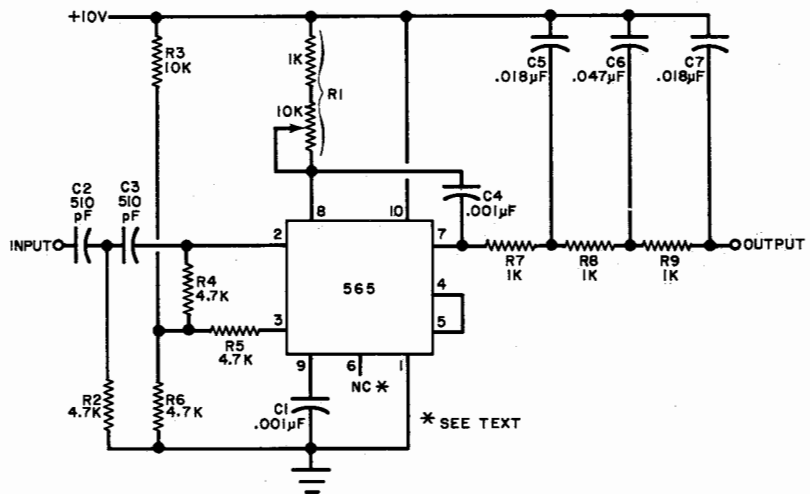 +10V
R3
10K
1K
10K
R1
C5
.018µF
C6
.047µF
C7
.018µF
C2
510
pF
C3
510
pF
C4
.001µF
8
10
INPUT
2
7
R7
1K
R8
1K
R9
1K
OUTPUT
R4
4.7K
565
4
3
5
R5
4.7K
9
6
1
NC *
R2
4.7K
R6
4.7K
C1
.001µF
* SEE TEXT